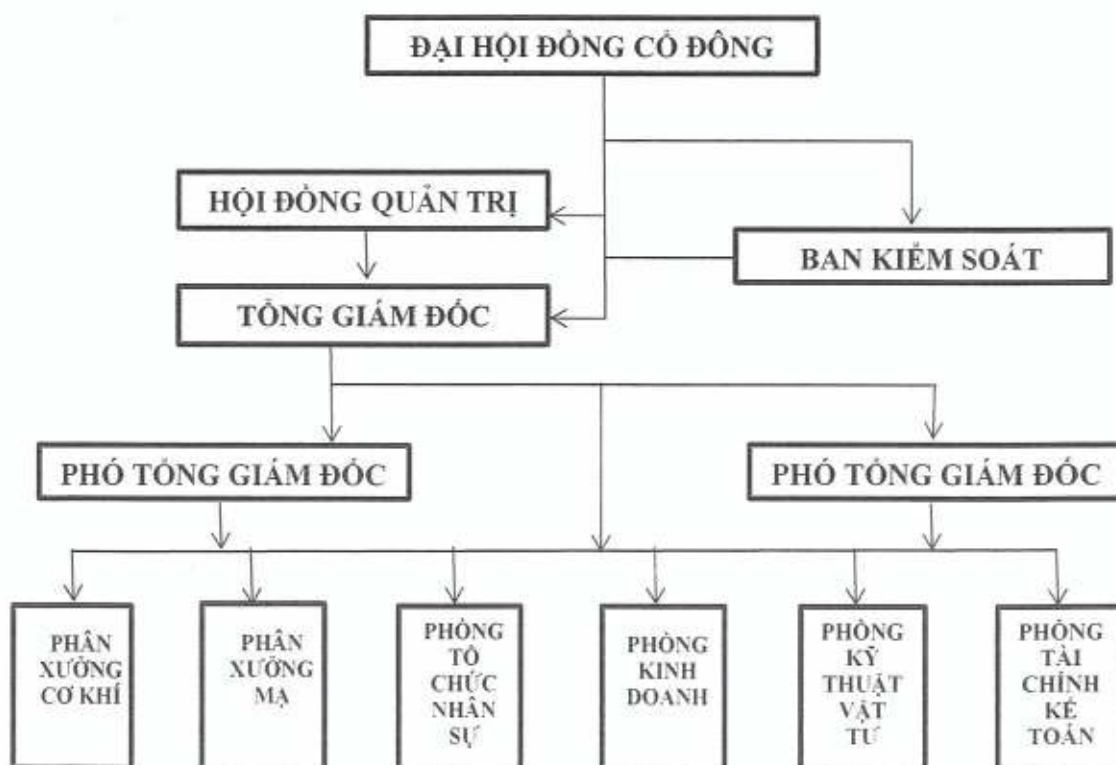 ĐẠI HỘI ĐỒNG CỔ ĐÔNG
HỘI ĐỒNG QUẢN TRỊ
BAN KIỂM SOÁT
TỔNG GIÁM ĐỐC
PHÓ TỔNG GIÁM ĐỐC
PHÓ TỔNG GIÁM ĐỐC
PHÂN
XƯỞNG
CƠ KHÍ
PHÂN
XƯỞNG
MẠ
PHÒNG
TỔ
CHỨC
NHÂN
SỰ
PHÒNG
KINH
DOANH
PHÒNG
KỸ
THUẬT
VẬT
TƯ
PHÒNG
TÀI
CHÍNH
KẾ
TOÁN